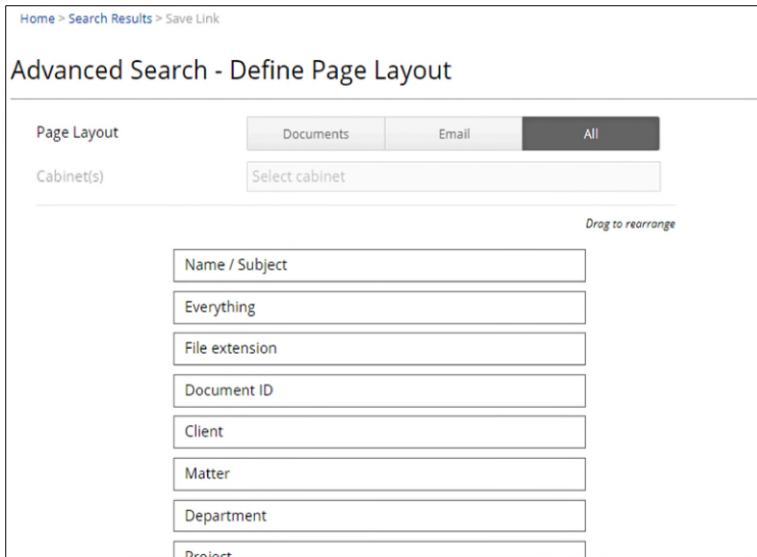 Home > Search Results > Save Link
Advanced Search - Define Page Layout
Page Layout Documents Email All
Cabinet(s) Select cabinet
Drag to rearrange
Name / Subject
Everything
File extension
Document ID
Client
Matter
Department
Project